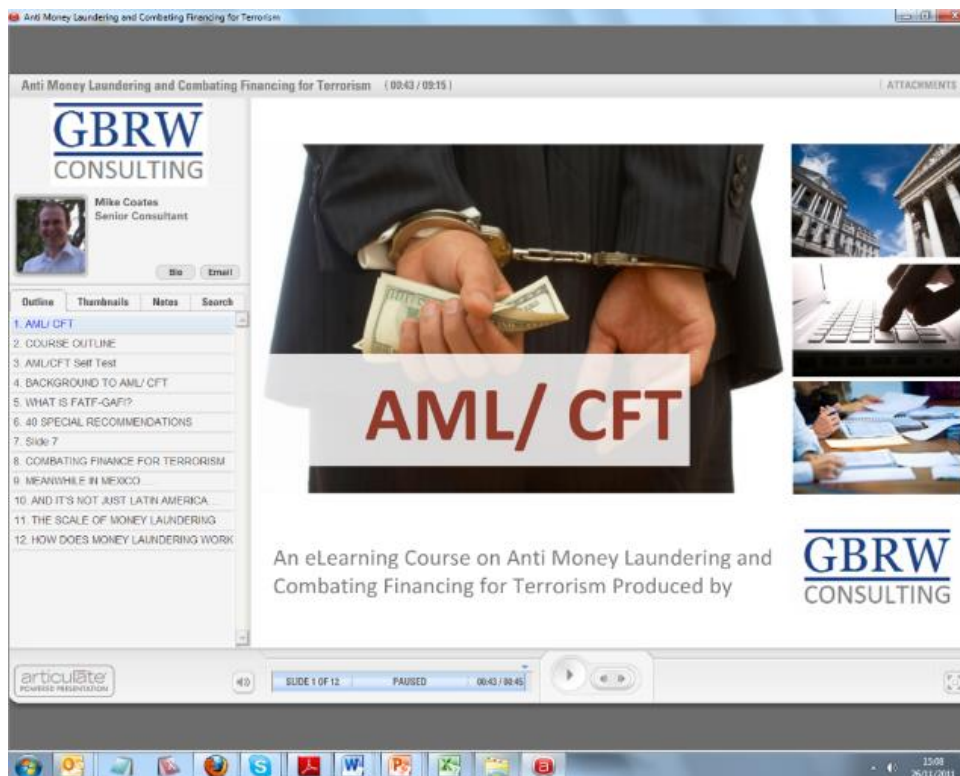 Anti Money Laundering and Combating Financing for Terrorism
Anti Money Laundering and Combating Financing for Terrorism ( 00:43 / 09:15 )
ATTACHMENTS
GBRW
CONSULTING
Mike Coates
Senior Consultant
Bio Email
Outline Thumbnails Notes Search
1. AML/ CFT
2. COURSE OUTLINE
3. AML/CFT Self Test
4. BACKGROUND TO AML/ CFT
5. WHAT IS FATF-GAFI?
6. 40 SPECIAL RECOMMENDATIONS
7. Slide 7
8. COMBATING FINANCE FOR TERRORISM
9. MEANWHILE IN MEXICO....
10. AND IT'S NOT JUST LATIN AMERICA....
11. THE SCALE OF MONEY LAUNDERING
12. HOW DOES MONEY LAUNDERING WORK
AML/ CFT
An eLearning Course on Anti Money Laundering and
Combating Financing for Terrorism Produced by
GBRW
CONSULTING
articulate
POWERED PRESENTATION
SLIDE 1 OF 12 PAUSED 00:43 / 00:45
15:08
26/11/2011